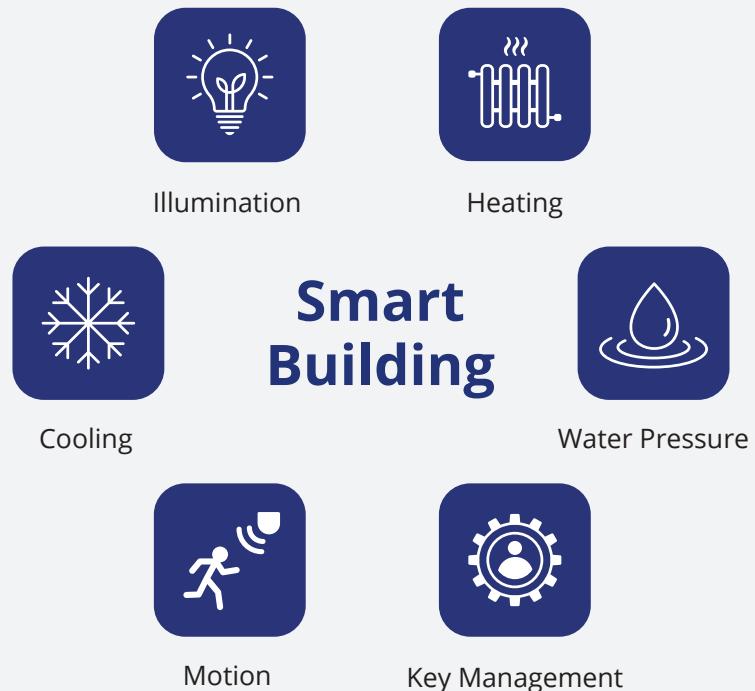 Illumination
Heating
Smart
Building
Cooling
Water Pressure
Motion
Key Management